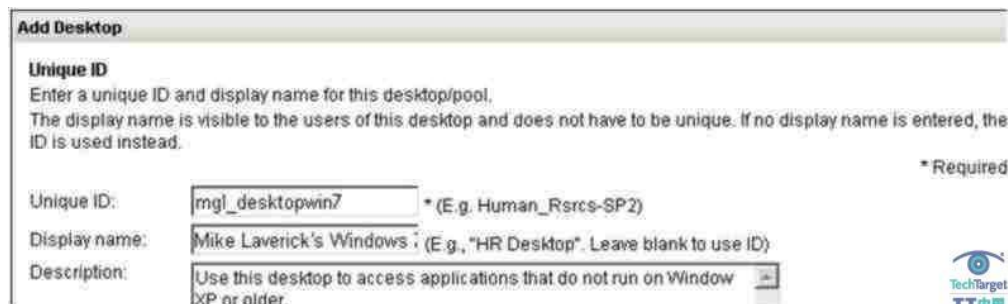 Add Desktop
Unique ID
Enter a unique ID and display name for this desktop/pool.
The display name is visible to the users of this desktop and does not have to be unique. If no display name is entered, the
ID is used instead.
* Required
Unique ID: mgl_desktopwin7 * (E.g. Human_Rsrcs-SP2)
Display name: Mike Laverick's Windows (E.g., "HR Desktop". Leave blank to use ID)
Description: Use this desktop to access applications that do not run on Window
XP or older
TechTarget